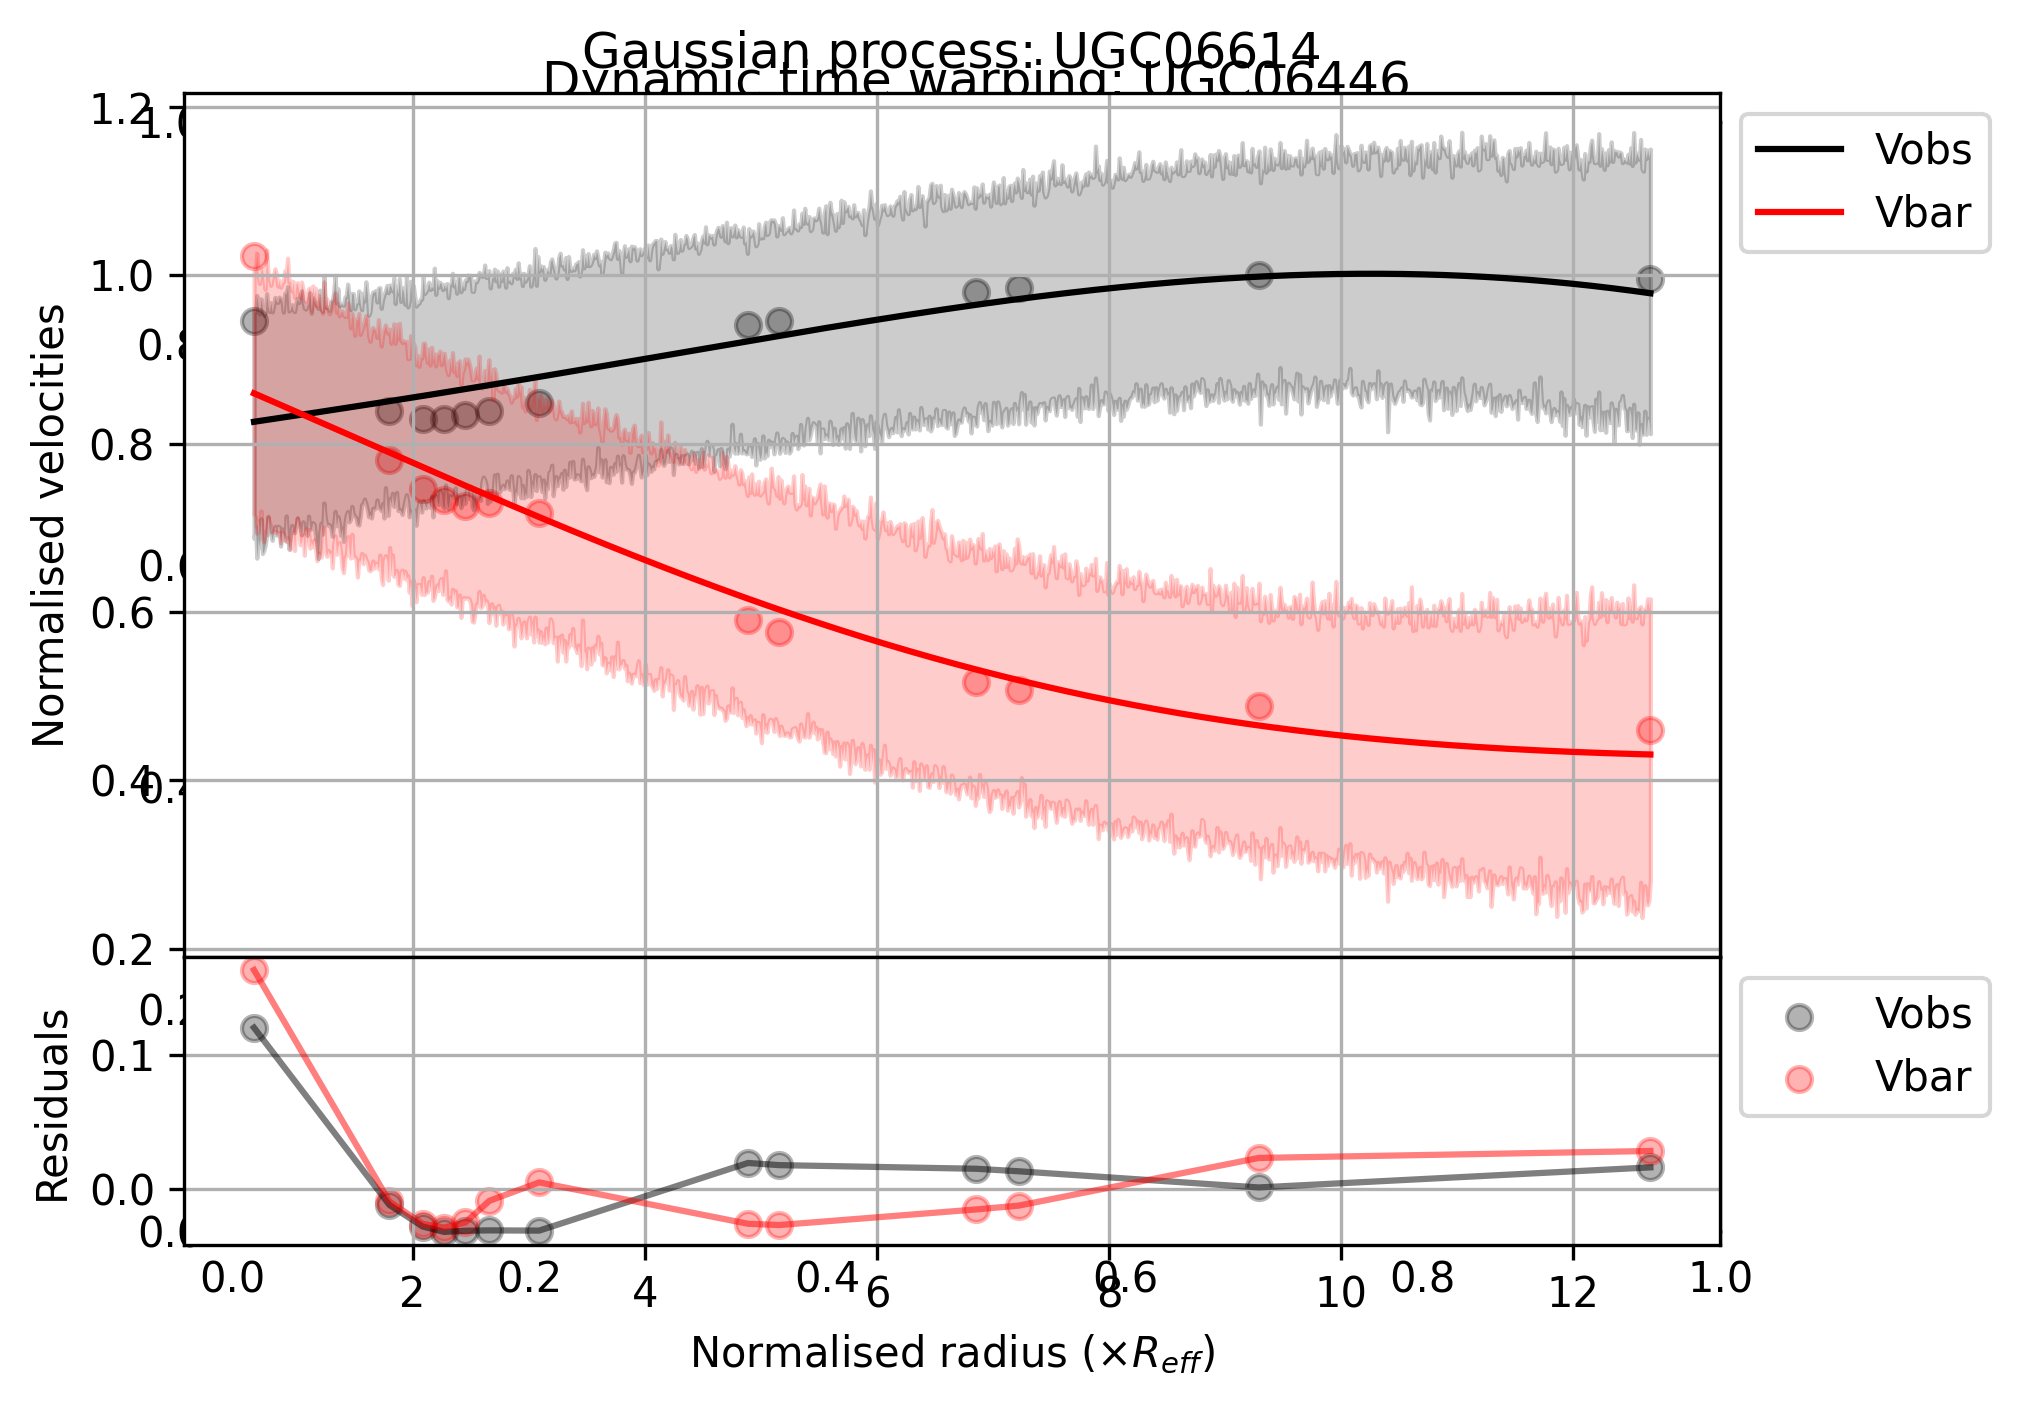 Gaussian process: UGC06614
Dynamic time warping: UGC06446
1.2
1.0
0.8
0.6
0.4
0.2
Normalised velocities
Vobs
Vbar
0.1
0.0
Residuals
Vobs
Vbar
0.0 0.2 0.4 0.6 0.8 1.0
2 4 6 8 10 12
Normalised radius (×R_eff)